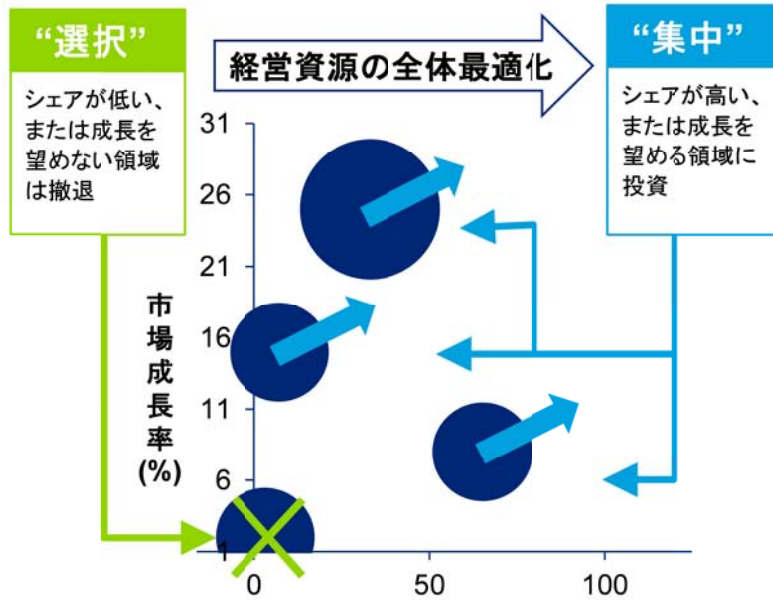 “選択”
シェアが低い、
または成長を
望めない領域
は撤退
経営資源の全体最適化
“集中”
シェアが高い、
または成長を
望める領域に
投資
市場成長率
(%)
31
26
21
16
11
6
1
0
50
100